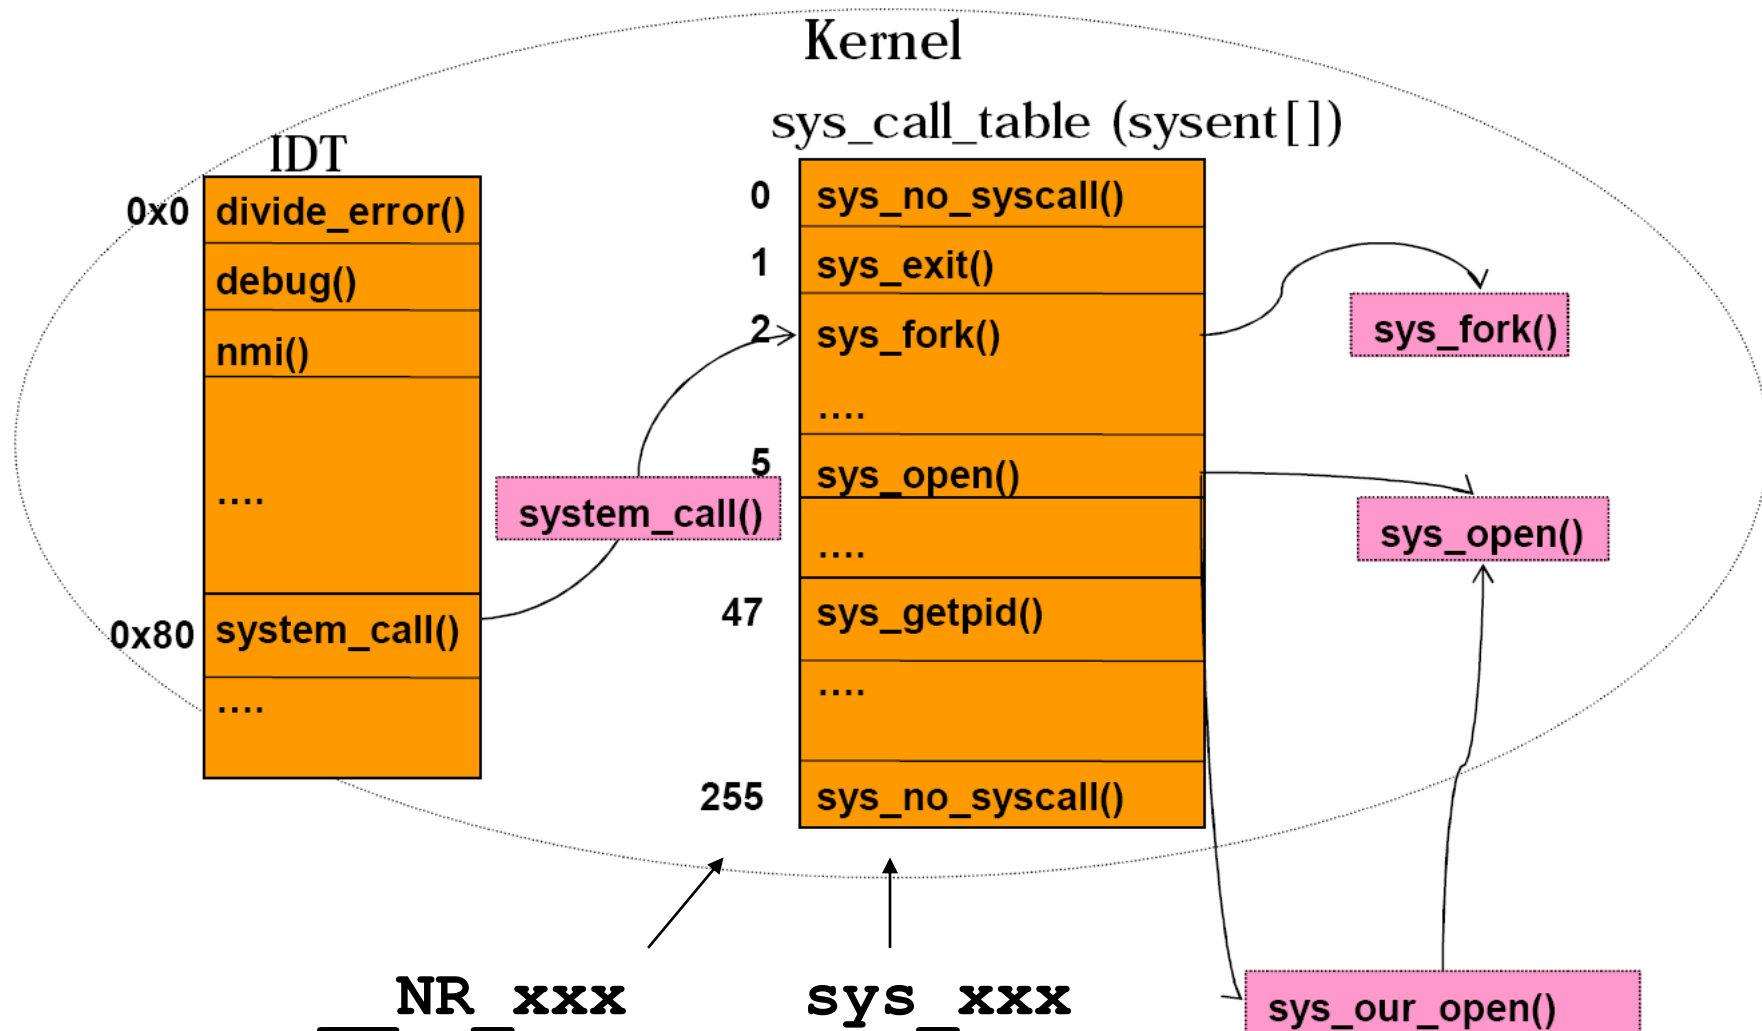 Kernel
sys_call_table (sysent[])
IDT
0x0 divide_error()
debug()
nmi()
....
0x80 system_call()
....
system_call()
0 sys_no_syscall()
1 sys_exit()
2 sys_fork()
....
5 sys_open()
....
47 sys_getpid()
....
255 sys_no_syscall()
sys_fork()
sys_open()
sys_our_open()
__NR_xxx
sys_xxx